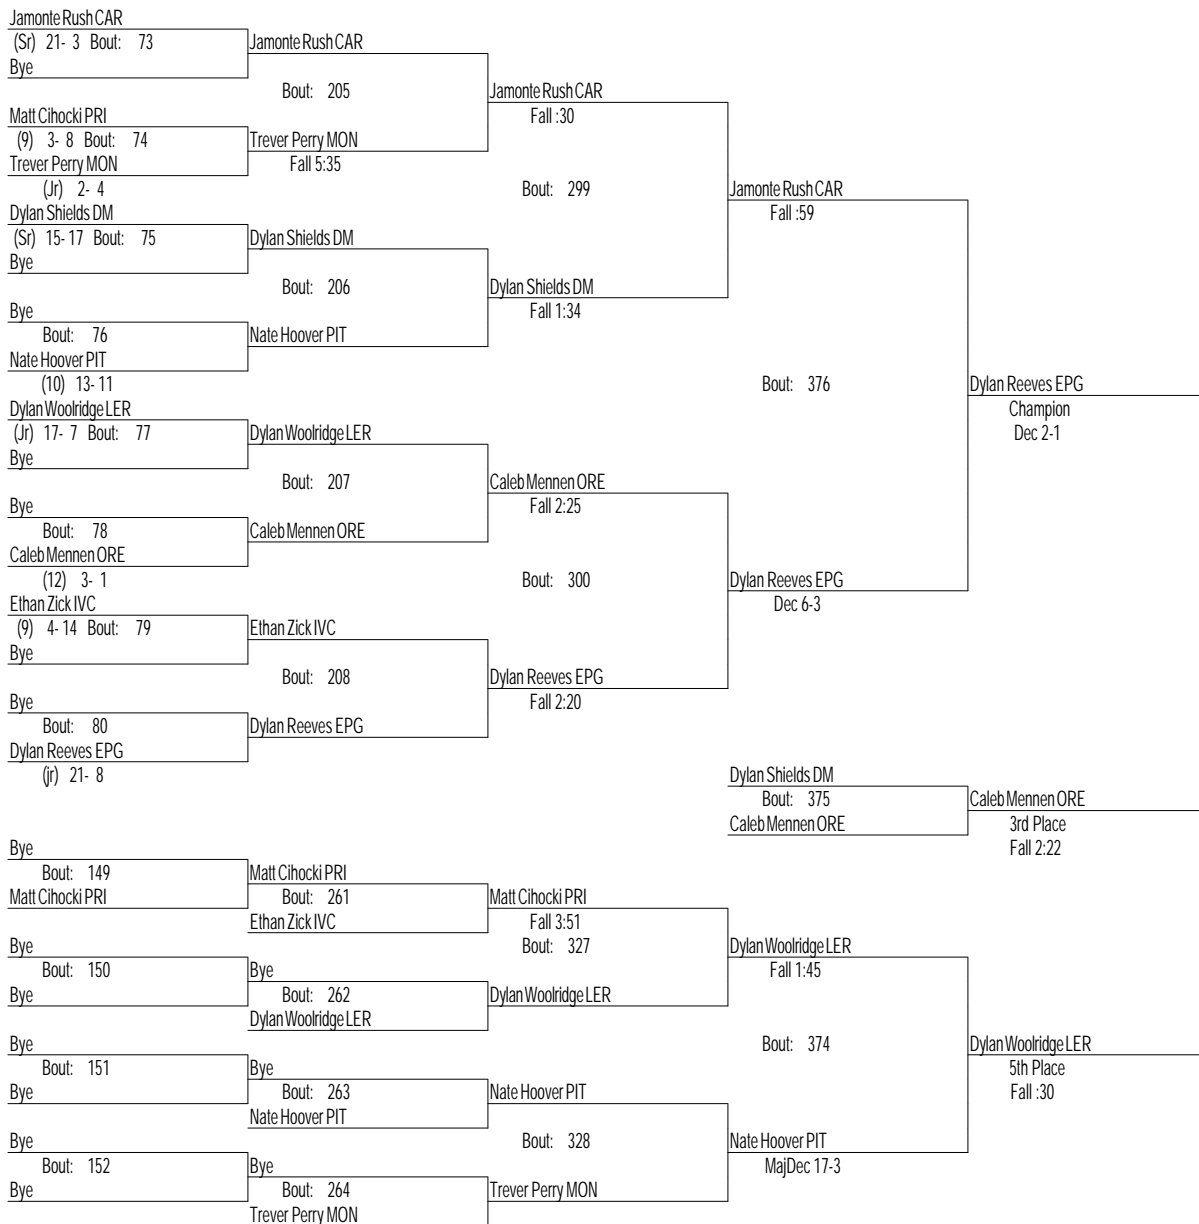 Jamonte Rush CAR
(Sr) 21- 3 Bout: 73
Bye
Jamonte Rush CAR
Bout: 205
Matt Cihocki PRI
(9) 3- 8 Bout: 74
Trever Perry MON
(Jr) 2- 4
Trever Perry MON
Fall 5:35
Jamonte Rush CAR
Fall :30
Bout: 299
Dylan Shields DM
(Sr) 15- 17 Bout: 75
Bye
Dylan Shields DM
Bout: 206
Bye
Bout: 76
Nate Hoover PIT
(10) 13- 11
Nate Hoover PIT
Dylan Shields DM
Fall 1:34
Jamonte Rush CAR
Fall :59
Bout: 376
Dylan Woolridge LER
(Jr) 17- 7 Bout: 77
Bye
Dylan Woolridge LER
Bout: 207
Bye
Bout: 78
Caleb Mennen ORE
(12) 3- 1
Caleb Mennen ORE
Caleb Mennen ORE
Fall 2:25
Bout: 300
Ethan Zick IVC
(9) 4- 14 Bout: 79
Bye
Ethan Zick IVC
Bout: 208
Bye
Bout: 80
Dylan Reeves EPG
(jr) 21- 8
Dylan Reeves EPG
Dylan Reeves EPG
Fall 2:20
Dylan Reeves EPG
Dec 6-3
Dylan Reeves EPG
Champion
Dec 2-1
Dylan Shields DM
Bout: 375
Caleb Mennen ORE
Caleb Mennen ORE
3rd Place
Fall 2:22
Bye
Bout: 149
Matt Cihocki PRI
Matt Cihocki PRI
Bout: 261
Ethan Zick IVC
Matt Cihocki PRI
Fall 3:51
Bout: 327
Bye
Bout: 150
Bye
Bye
Bout: 262
Dylan Woolridge LER
Dylan Woolridge LER
Dylan Woolridge LER
Fall 1:45
Bout: 374
Bye
Bout: 151
Bye
Bye
Bout: 263
Nate Hoover PIT
Nate Hoover PIT
Bout: 328
Bye
Bout: 152
Bye
Bye
Bout: 264
Trever Perry MON
Trever Perry MON
Nate Hoover PIT
MajDec 17-3
Dylan Woolridge LER
5th Place
Fall :30